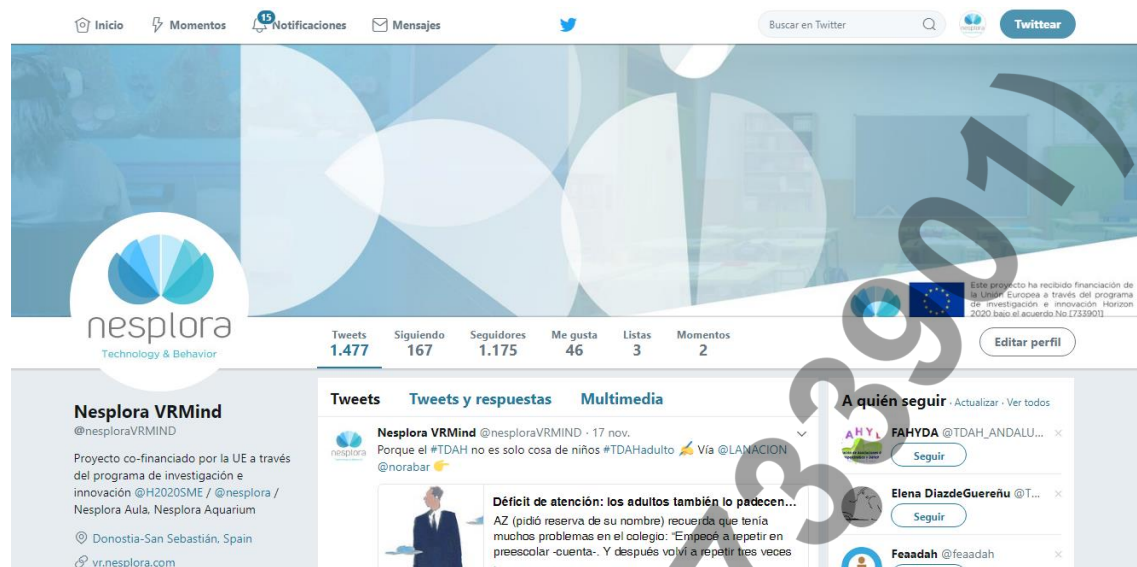 Inicio
Momentos
15
Notificaciones
Mensajes
Buscar en Twitter
nesplora
Twittear
Este proyecto ha recibido financiación de
la Unión Europea a través del programa
de investigación e innovación Horizon
2020 bajo el acuerdo No [733901]
nesplora
Technology & Behavior
Tweets
1.477
Siguiendo
167
Seguidores
1.175
Me gusta
46
Listas
3
Momentos
2
Editar perfil
Nesplora VRMind
@nesploraVRMIND
Proyecto co-financiado por la UE a través
del programa de investigación e
innovación @H2020SME / @nesplora /
Nesplora Aula, Nesplora Aquarium
Donostia-San Sebastián, Spain
vr.nesplora.com
Tweets
Tweets y respuestas
Multimedia
nesplora
Nesplora VRMind @nesploraVRMIND · 17 nov.
Porque el #TDAH no es solo cosa de niños #TDAHadulto ✍ Vía @LANACION
@norabar 👉
Déficit de atención: los adultos también lo padecen...
AZ (pidió reserva de su nombre) recuerda que tenía
muchos problemas en el colegio: "Empecé a repetir en
preescolar -cuenta-. Y después volví a repetir tres veces
A quién seguir · Actualizar · Ver todos
AHYDA
FAHYDA @TDAH_ANDALU...
Seguir
Elena DiazdeGuereñu @T...
Seguir
Feaadah @feaadah
733901)